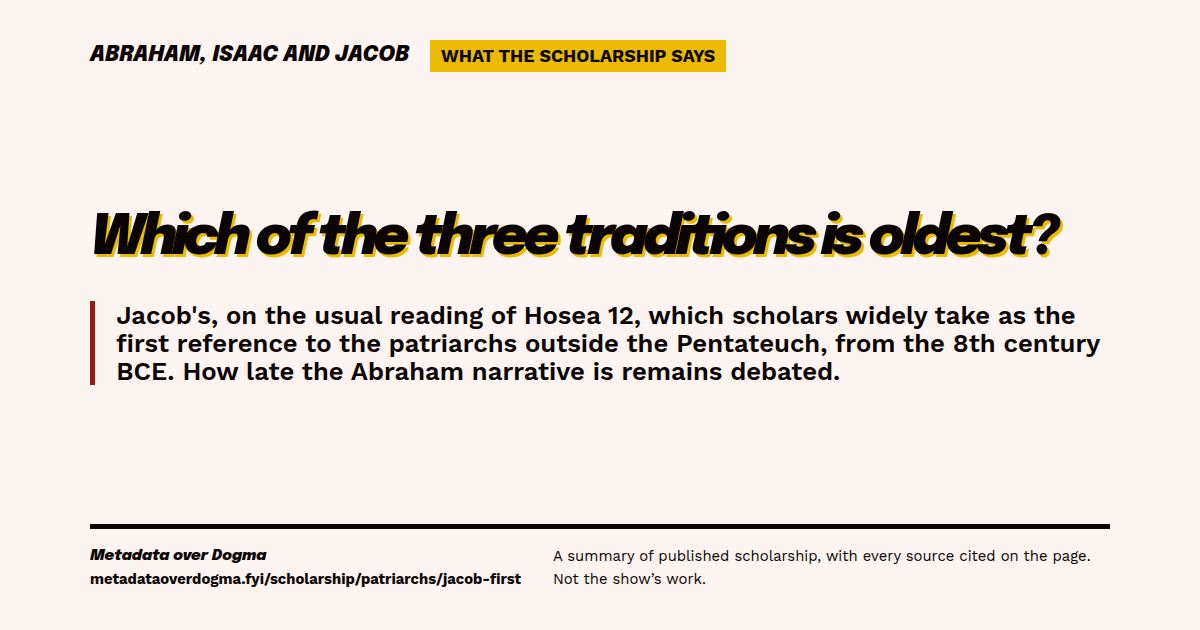 ABRAHAM, ISAAC AND JACOB
WHAT THE SCHOLARSHIP SAYS
Which of the three traditions is oldest?
Jacob's, on the usual reading of Hosea 12, which scholars widely take as the
first reference to the patriarchs outside the Pentateuch, from the 8th century
BCE. How late the Abraham narrative is remains debated.
Metadata over Dogma
metadataoverdogma.fyi/scholarship/patriarchs/jacob-first
A summary of published scholarship, with every source cited on the page.
Not the show’s work.